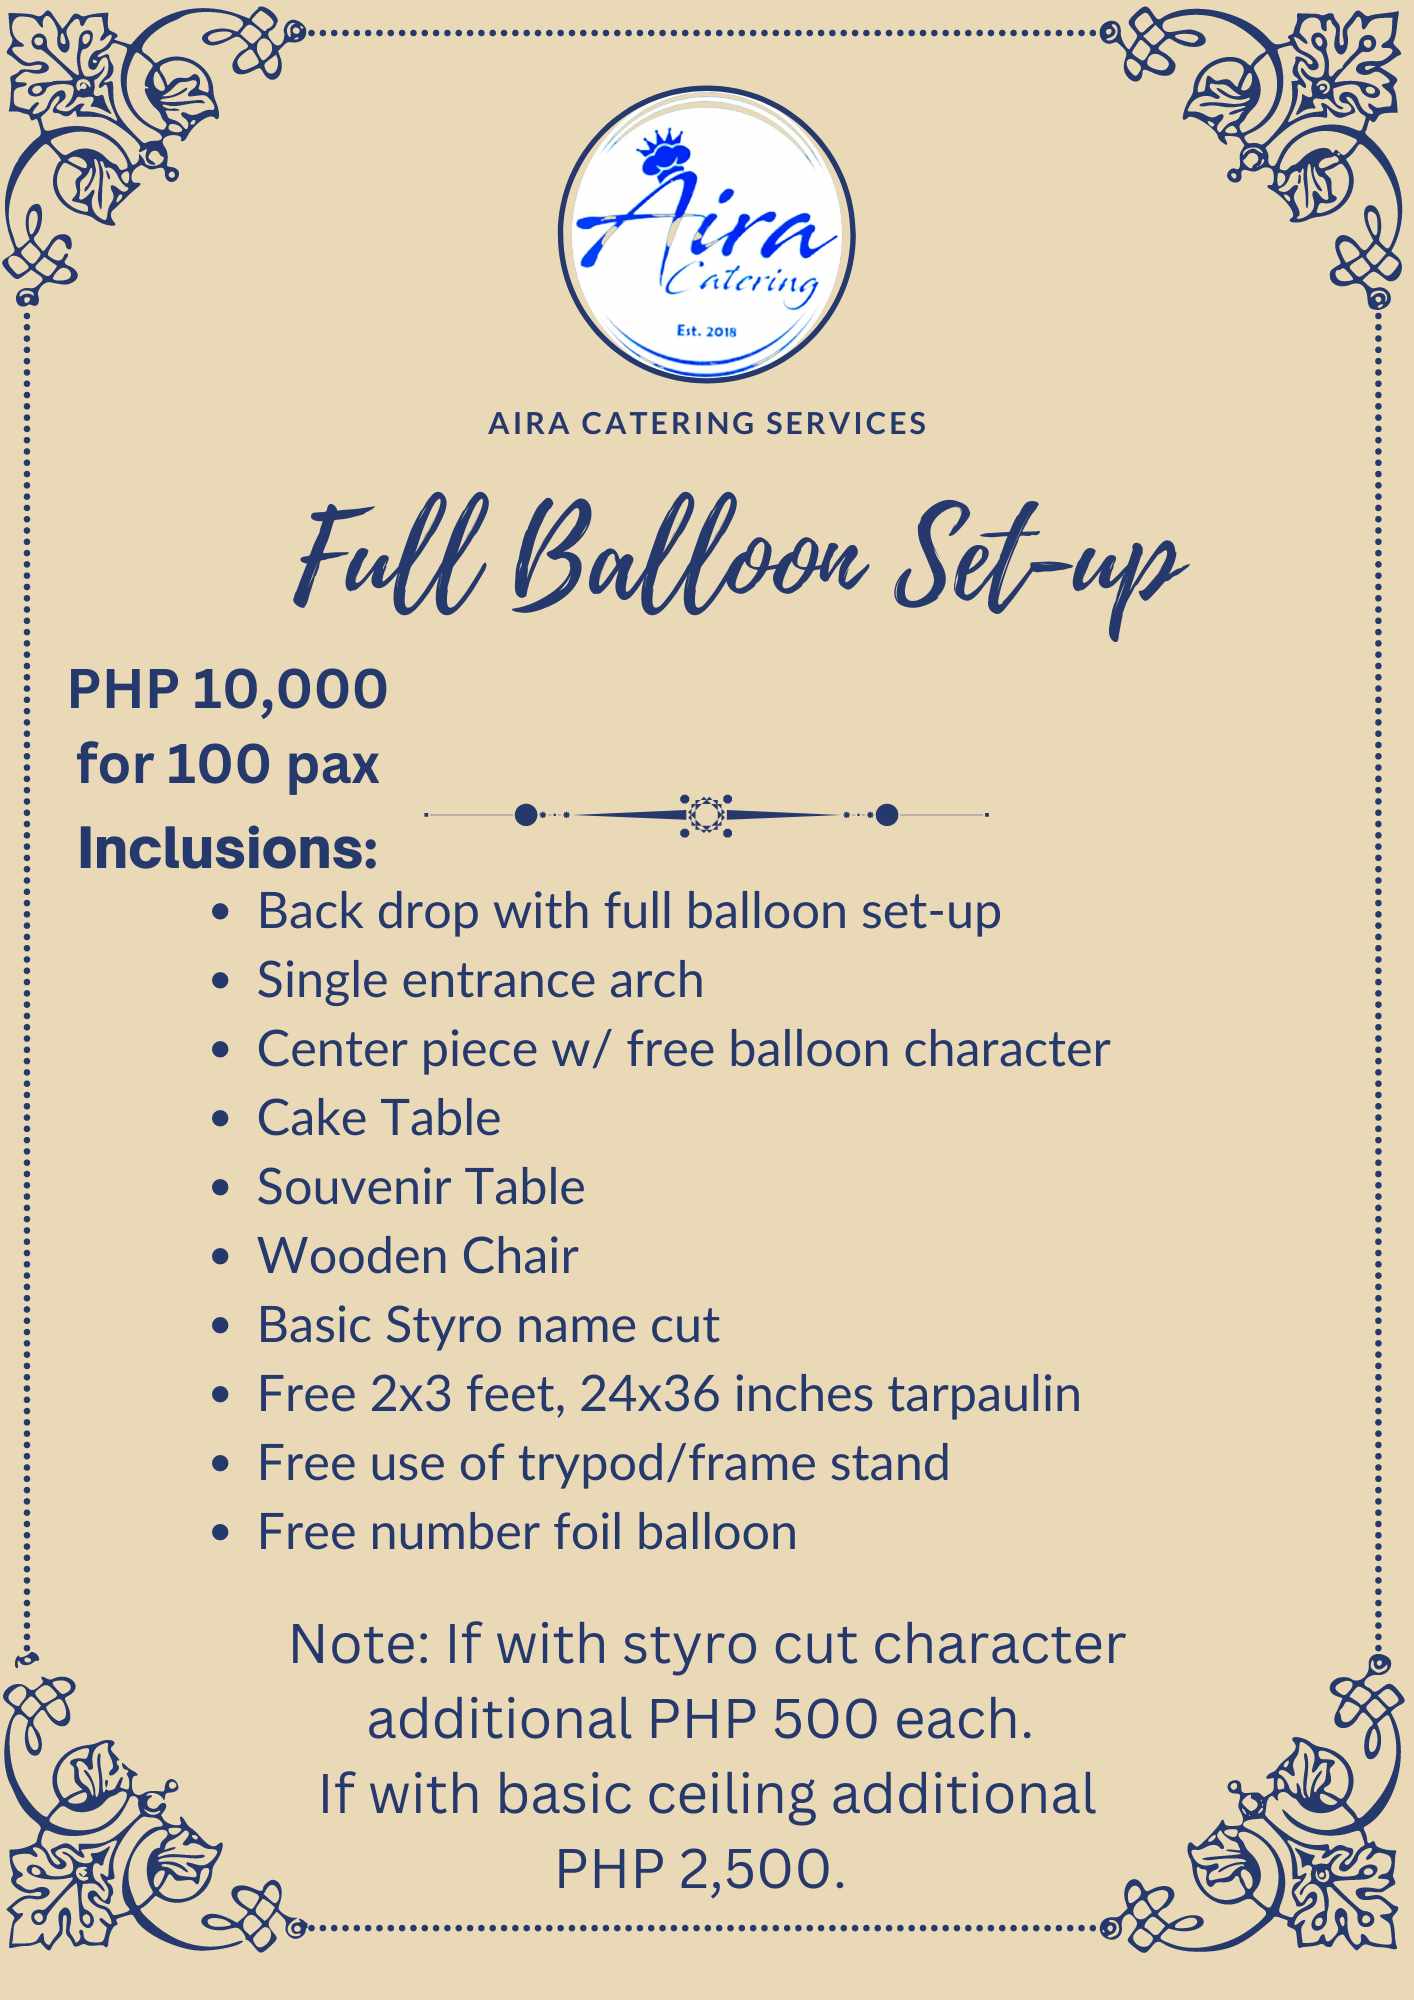 Aira
Catering
Est. 2018
AIRA CATERING SERVICES
Full Balloon Set-up
PHP 10,000
for 100 pax
Inclusions:
• Back drop with full balloon set-up
• Single entrance arch
• Center piece w/ free balloon character
• Cake Table
• Souvenir Table
• Wooden Chair
• Basic Styro name cut
• Free 2x3 feet, 24x36 inches tarpaulin
• Free use of trypod/frame stand
• Free number foil balloon
Note: If with styro cut character
additional PHP 500 each.
If with basic ceiling additional
PHP 2,500.